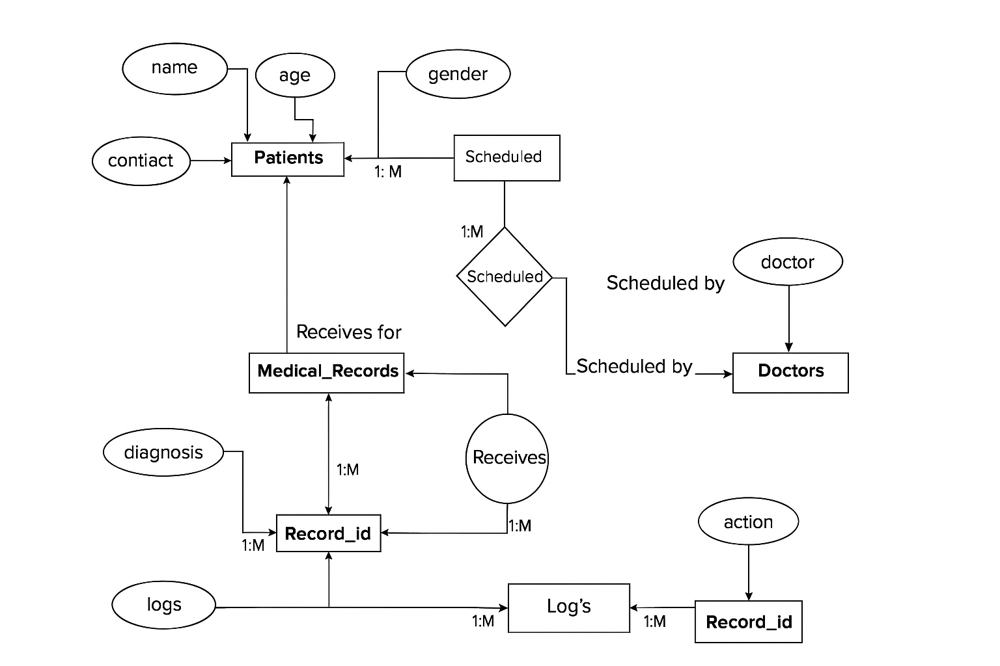 name
age
gender
contiact
Patients
Scheduled
1: M
1:M
Scheduled
doctor
Scheduled by
Receives for
Medical_Records
Scheduled by
Doctors
diagnosis
Receives
1:M
1:M
action
Record_id
1:M
logs
Log's
1:M
1:M
Record_id